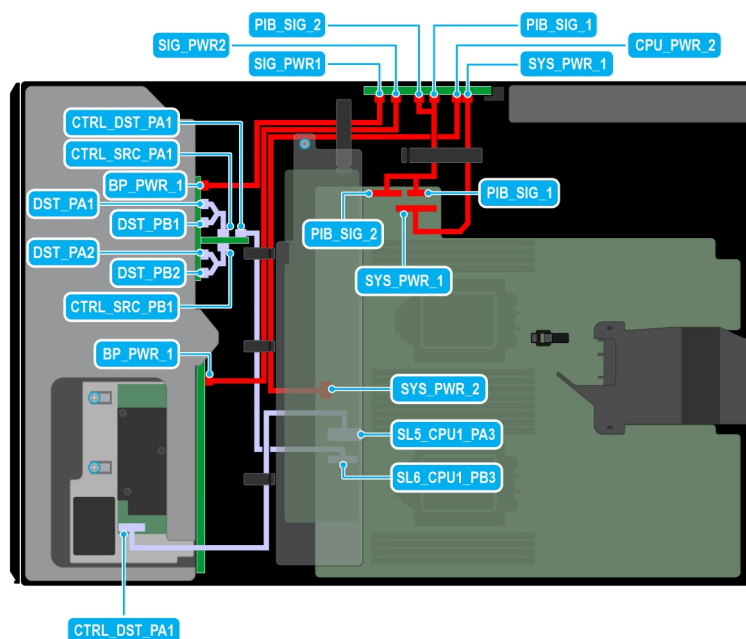 PIB_SIG_2
PIB_SIG_1
SIG_PWR2
CPU_PWR_2
SIG_PWR1
SYS_PWR_1
CTRL_DST_PA1
CTRL_SRC_PA1
BP_PWR_1
PIB_SIG_1
DST_PA1
DST_PB1
PIB_SIG_2
DST_PA2
DST_PB2
SYS_PWR_1
CTRL_SRC_PB1
BP_PWR_1
SYS_PWR_2
SL5_CPU1_PA3
SL6_CPU1_PB3
CTRL_DST_PA1